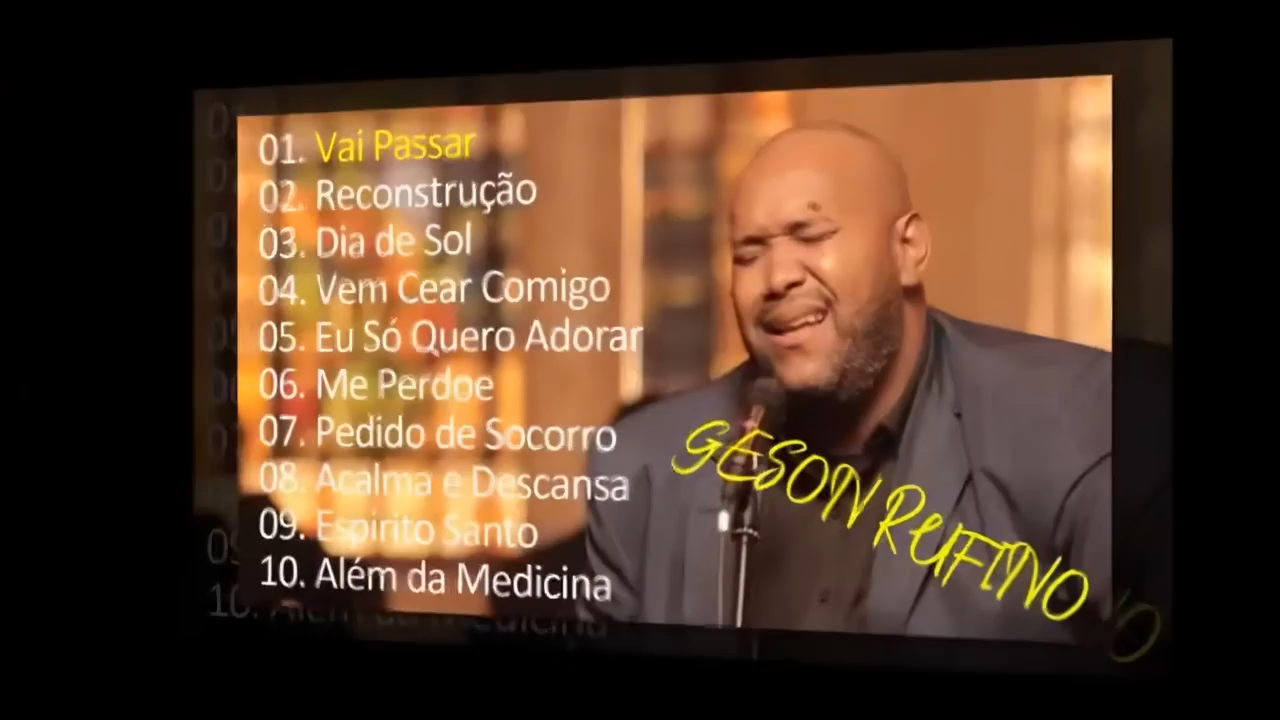 01. Vai Passar
02. Reconstrução
03. Dia de Sol
04. Vem Cear Comigo
05. Eu Só Quero Adorar
06. Me Perdoe
07. Pedido de Socorro
08. Acalma e Descansa
09. Espirito Santo
10. Além da Medicina
GESON RUFINO